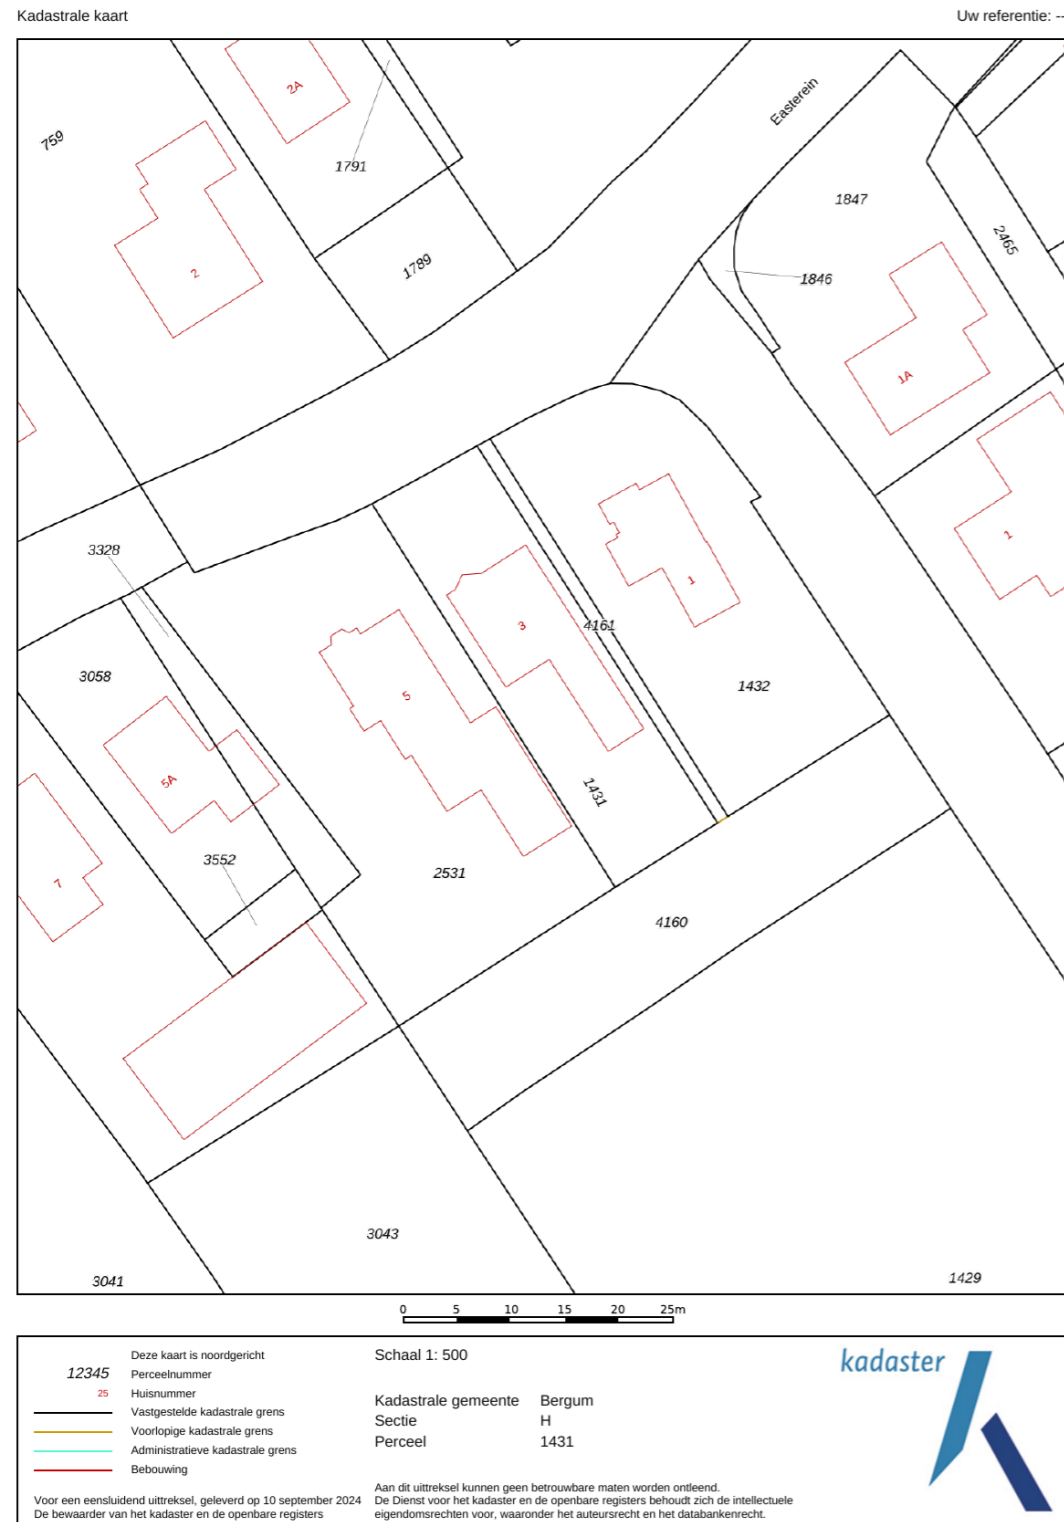 Kadastrale kaart
Uw referentie: --
Easterein
759
2A
1791
1847
2465
2
1789
1846
1A
1
3328
3
1
4161
3058
5
1432
5A
1431
7
3552
2531
4160
3043
3041
1429
0 5 10 15 20 25m
Deze kaart is noordgericht
12345 Perceelnummer
25 Huisnummer
Vastgestelde kadastrale grens
Voorlopige kadastrale grens
Administratieve kadastrale grens
Bebouwing
Voor een eensluidend uittreksel, geleverd op 10 september 2024
De bewaarder van het kadaster en de openbare registers
Schaal 1: 500
Kadastrale gemeente Bergum
Sectie H
Perceel 1431
Aan dit uittreksel kunnen geen betrouwbare maten worden ontleend.
De Dienst voor het kadaster en de openbare registers behoudt zich de intellectuele
eigendomsrechten voor, waaronder het auteursrecht en het databankenrecht.
kadaster